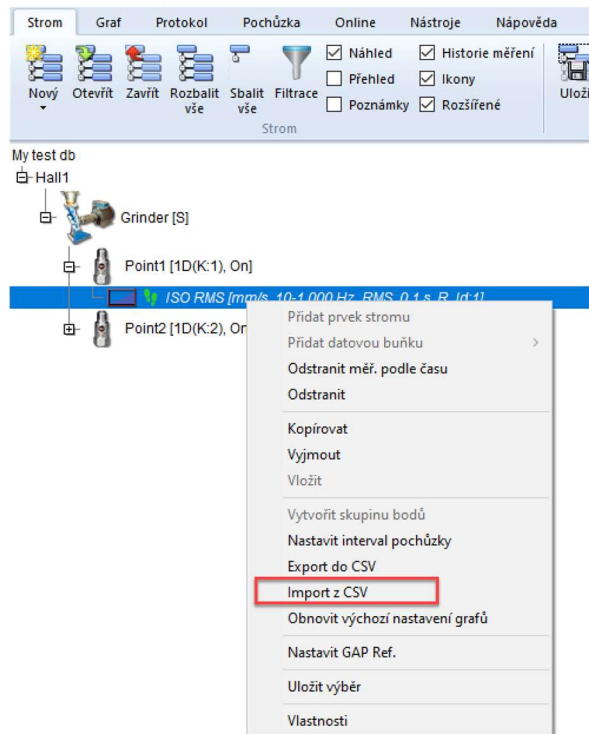 Strom Graf Protokol Pochůzka Online Nástroje Nápověda
Nový Otevřít Zavřít Rozbalit vše Sbalit vše Filtrace
Náhled Historie měření
Přehled Ikony
Poznámky Rozšířené
Strom
My test db
Hall1
Grinder [S]
Point1 [1D(K:1), On]
ISO RMS [mm/s, 10-1 000 Hz, RMS, 0,1 s, R, Id:1]
Point2 [1D(K:2), On
Přidat prvek stromu
Přidat datovou buňku
Odstranit měř. podle času
Odstranit
Kopírovat
Vyjmout
Vložit
Vytvořit skupinu bodů
Nastavit interval pochůzky
Export do CSV
Import z CSV
Obnovit výchozí nastavení grafů
Nastavit GAP Ref.
Uložit výběr
Vlastnosti